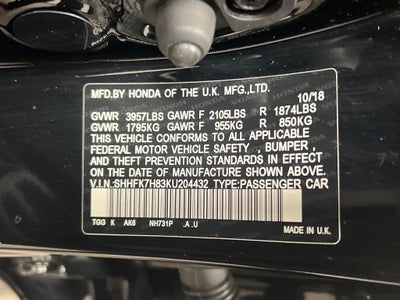 MFD.BY HONDA OF THE U.K. MFG.,LTD.
10/18
GVWR 3957LBS GAWR F 2105LBS R 1874LBS
GVWR 1795KG GAWR F 955KG R 850KG
THIS VEHICLE CONFORMS TO ALL APPLICABLE
FEDERAL MOTOR VEHICLE SAFETY , BUMPER ,
AND THEFT PREVENTION STANDARDS IN EFFECT
ON THE DATE OF MANUFACTURE SHOWN ABOVE.
V.I.N.:SHHFK7H83KU204432 TYPE:PASSENGER CAR
TGG K AK6 NH731P .A .U
MADE IN U.K.